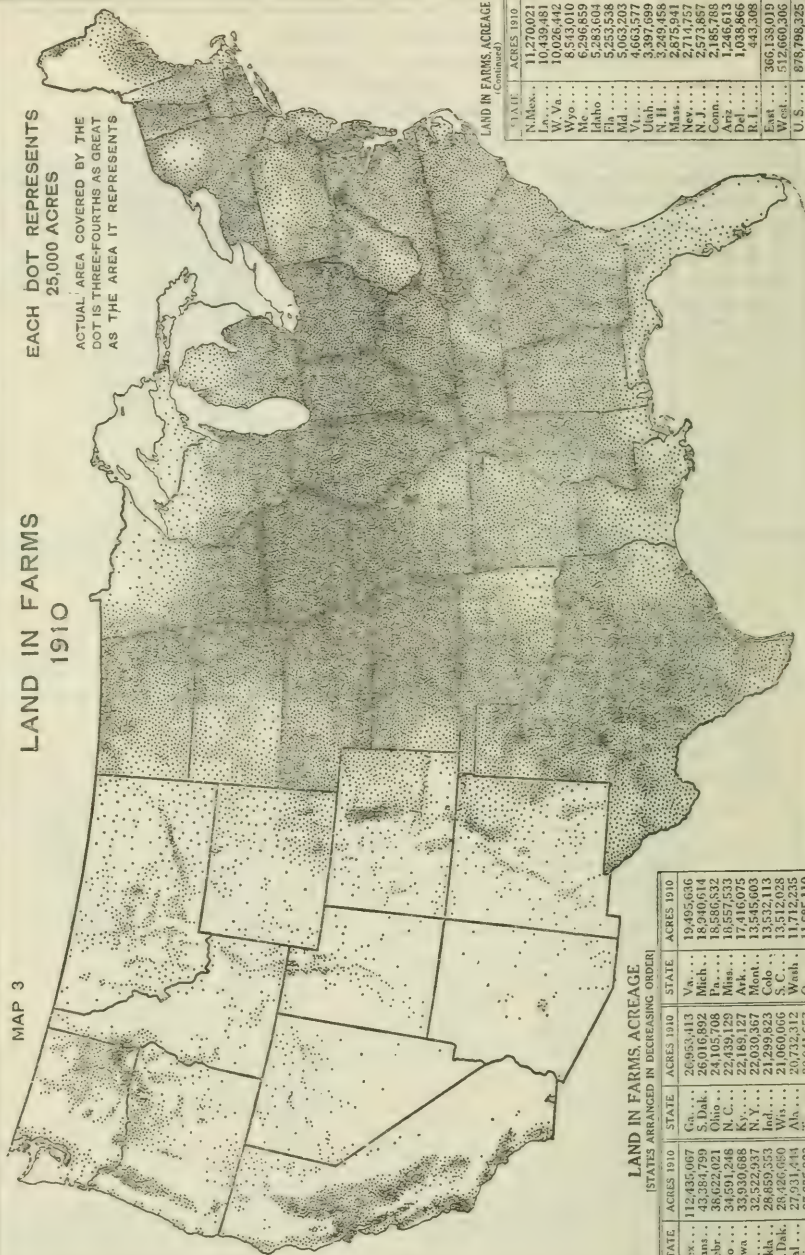 MAP 3
LAND IN FARMS
1910
EACH DOT REPRESENTS
25,000 ACRES
ACTUAL AREA COVERED BY THE
DOT IS THREE-FOURTHS AS GREAT
AS THE AREA IT REPRESENTS
LAND IN FARMS, ACREAGE
[STATES ARRANGED IN DECREASING ORDER]
ACRES 1910 STATE ACRES 1910 STATE ACRES 1910
112,435,067 Ga.... 26,953,413 Va.... 19,495,636
43,384,799 S. Dak. 26,016,892 Mich... 18,940,614
38,622,021 Ohio... 24,105,708 Pa.... 18,586,832
34,591,248 N. C... 22,439,129 Miss... 18,557,533
33,930,688 Ky.... 22,189,127 Ark... 17,416,075
32,522,937 N. Y... 22,030,367 Mont... 13,545,603
28,859,353 Ind... 21,299,823 Colo... 13,532,113
Dak. 28,426,650 Wis... 21,060,066 S. C... 13,512,028
27,931,444 Ala... 20,732,312 Wash.. 11,712,235
LAND IN FARMS, ACREAGE
(Continued)
STATE ACRES 1910
N. Mex... 11,270,021
La.... 10,439,481
W. Va. 10,026,442
Wyo... 8,543,010
Me... 6,296,859
Idaho 5,283,604
Fla... 5,253,538
Md... 5,063,203
Vt... 4,663,577
Utah.. 3,397,699
N. H.. 3,249,458
Mass.. 2,875,941
Nev... 2,714,757
N. J... 2,573,857
Conn.. 2,185,788
Ariz.. 1,246,613
Del... 1,038,866
R. I... 443,308
East... 366,138,019
West.. 512,660,306
U. S... 878,798,325